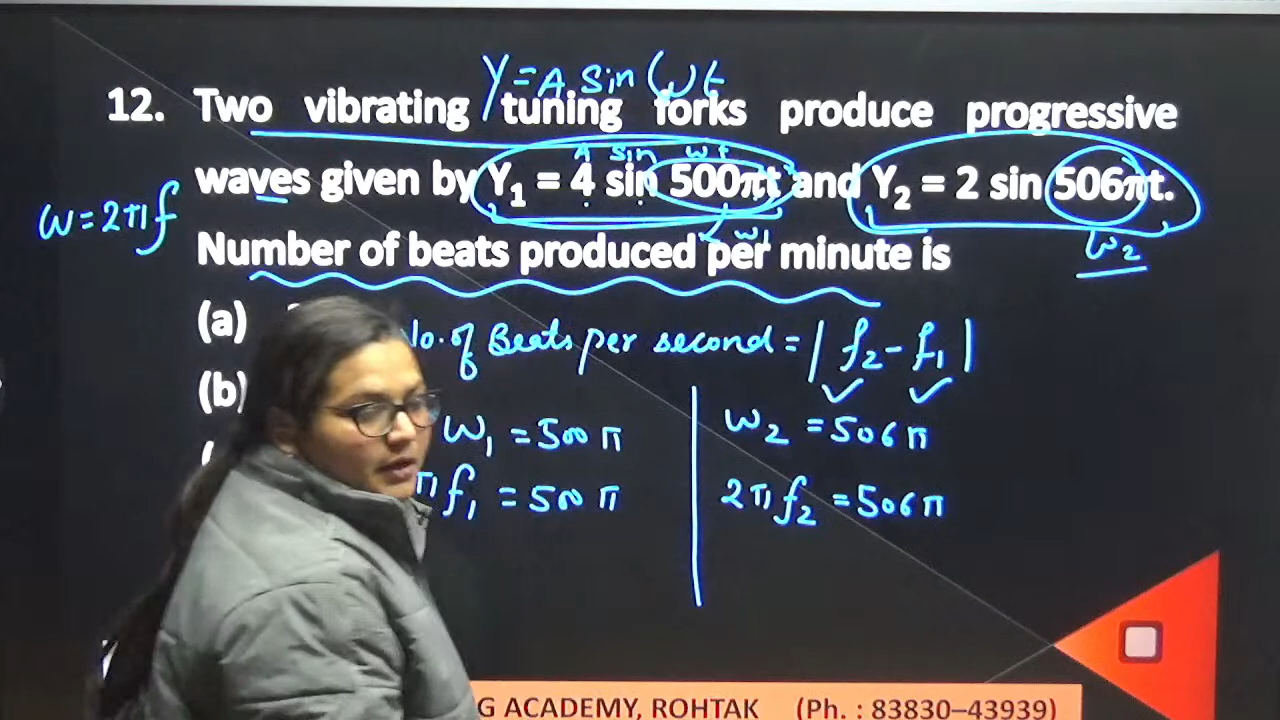 Y = A sin (ωt
12. Two vibrating tuning forks produce progressive
A sin ωt
waves given by Y₁ = 4 sin 500πt and Y₂ = 2 sin 506πt.
ω = 2πf
ω₁
ω₂
Number of beats produced per minute is
(a)
No. of Beats per second = | f₂ - f₁ |
(b)
ω₁ = 500 π
ω₂ = 506 π
π f₁ = 500 π
2π f₂ = 506 π
G ACADEMY, ROHTAK (Ph. : 83830–43939)